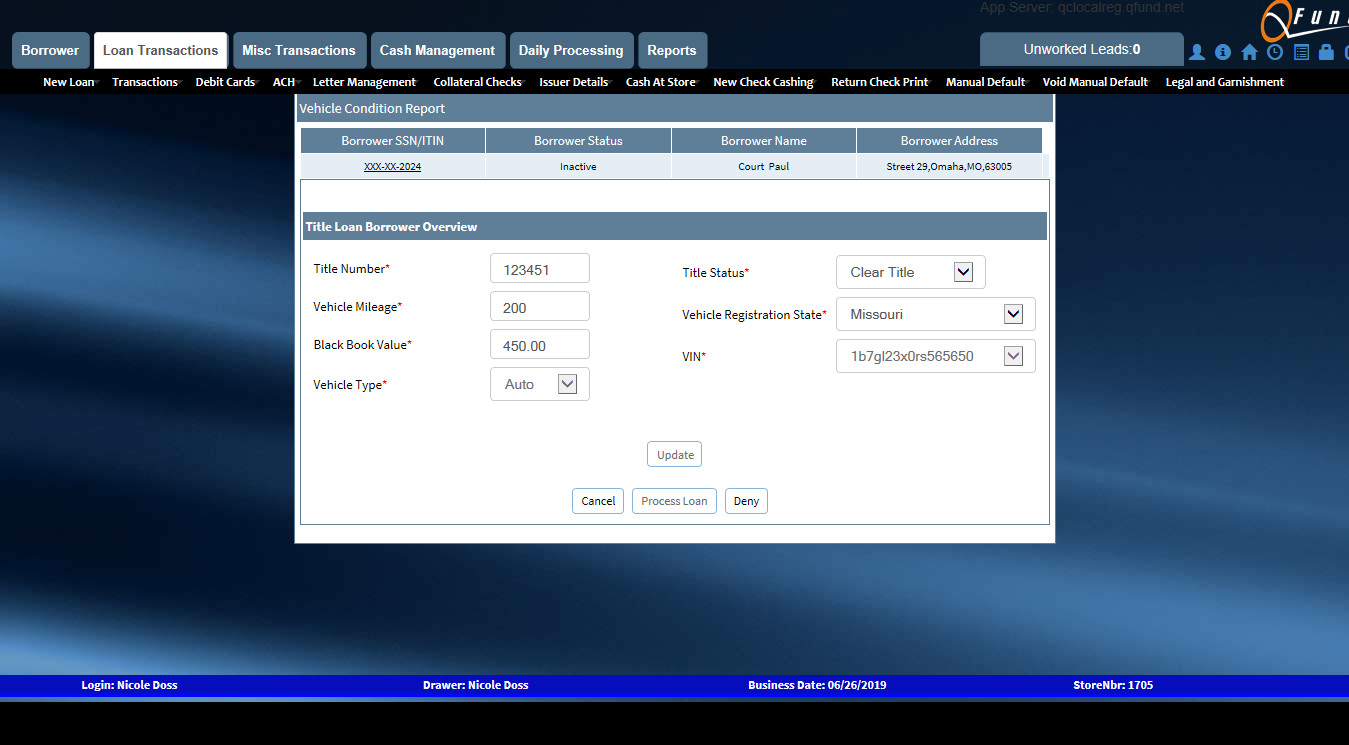 App Server: qclocalreg.qfund.net
QFun
Borrower Loan Transactions Misc Transactions Cash Management Daily Processing Reports Unworked Leads:0
New Loan Transactions Debit Cards ACH Letter Management Collateral Checks Issuer Details Cash At Store New Check Cashing Return Check Print Manual Default Void Manual Default Legal and Garnishment
Vehicle Condition Report
Borrower SSN/ITIN Borrower Status Borrower Name Borrower Address
XXX-XX-2024 Inactive Court Paul Street 29,Omaha,MO,63005
Title Loan Borrower Overview
Title Number* 123451 Title Status* Clear Title
Vehicle Mileage* 200 Vehicle Registration State* Missouri
Black Book Value* 450.00 VIN* 1b7gl23x0rs565650
Vehicle Type* Auto
Update
Cancel Process Loan Deny
Login: Nicole Doss Drawer: Nicole Doss Business Date: 06/26/2019 StoreNbr: 1705